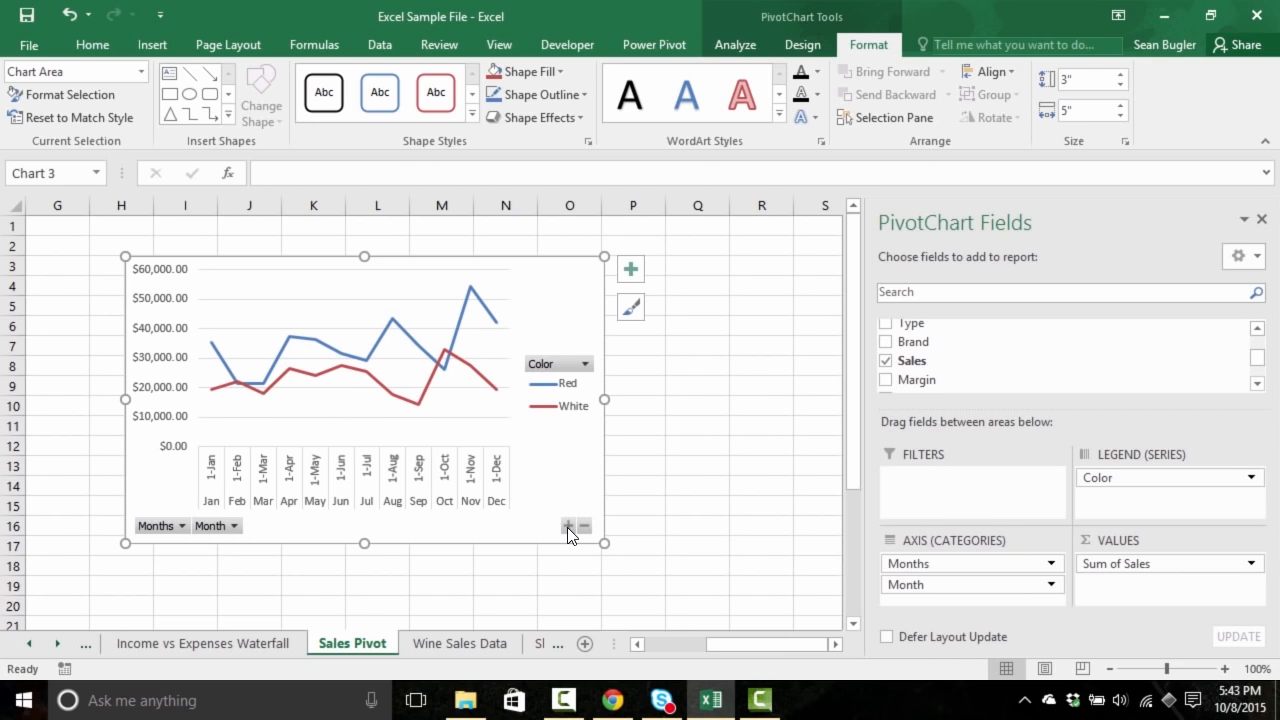 Excel Sample File - Excel
PivotChart Tools
File Home Insert Page Layout Formulas Data Review View Developer Power Pivot Analyze Design Format Tell me what you want to do... Sean Bugler Share
Chart Area
Format Selection
Reset to Match Style
Current Selection
Change
Shape
Insert Shapes
Abc Abc Abc
Shape Fill
Shape Outline
Shape Effects
Shape Styles
A A A
A
A
A
WordArt Styles
Bring Forward
Send Backward
Selection Pane
Align
Group
Rotate
Arrange
3"
5"
Size
Chart 3
fx
G H I J K L M N O P Q R S
1
2
3
4
5
6
7
8
9
10
11
12
13
14
15
16
17
18
19
20
21
$60,000.00
$50,000.00
$40,000.00
$30,000.00
$20,000.00
$10,000.00
$0.00
1-Jan 1-Feb 1-Mar 1-Apr 1-May 1-Jun 1-Jul 1-Aug 1-Sep 1-Oct 1-Nov 1-Dec
Jan Feb Mar Apr May Jun Jul Aug Sep Oct Nov Dec
Color
Red
White
Months Month
PivotChart Fields
Choose fields to add to report:
Search
Type
Brand
Sales
Margin
Drag fields between areas below:
FILTERS
LEGEND (SERIES)
Color
AXIS (CATEGORIES)
Months
Month
VALUES
Sum of Sales
Defer Layout Update
UPDATE
... Income vs Expenses Waterfall Sales Pivot Wine Sales Data Sl ...
Ready
100%
Ask me anything
5:43 PM
10/8/2015